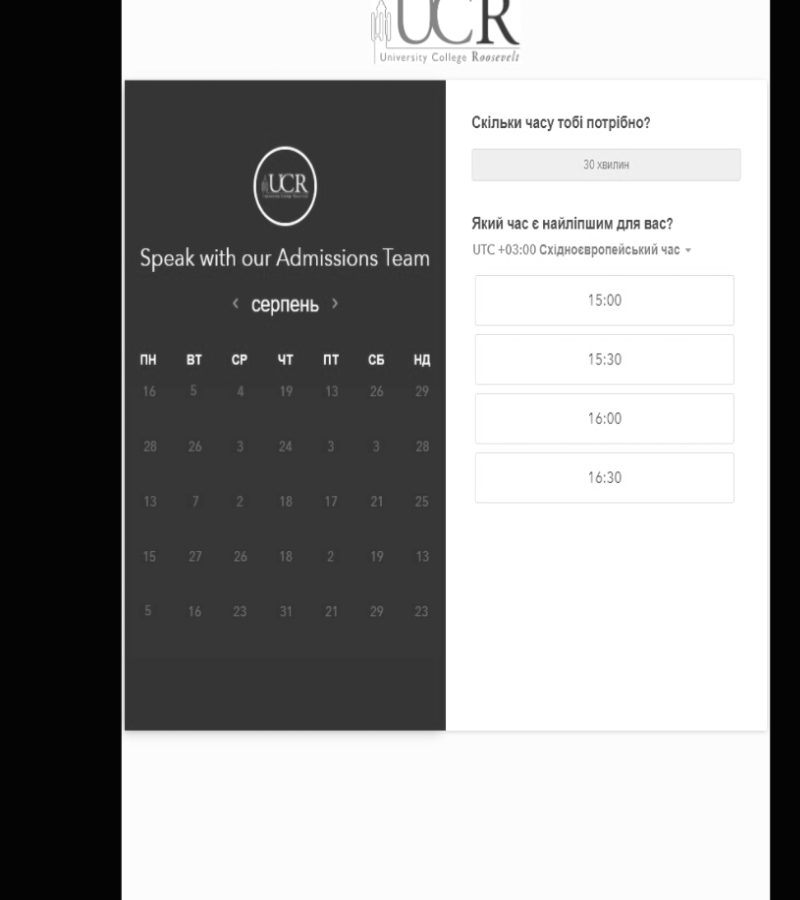 UCR
University College Roosevelt
UCR
Speak with our Admissions Team
‹ серпень ›
ПН ВТ СР ЧТ ПТ СБ НД
16 5 4 19 13 26 29
28 26 3 24 3 3 28
13 7 2 18 17 21 25
15 27 26 18 2 19 13
5 16 23 31 21 29 23
Скільки часу тобі потрібно?
30 хвилин
Який час є найліпшим для вас?
UTC +03:00 Східноєвропейський час
15:00
15:30
16:00
16:30